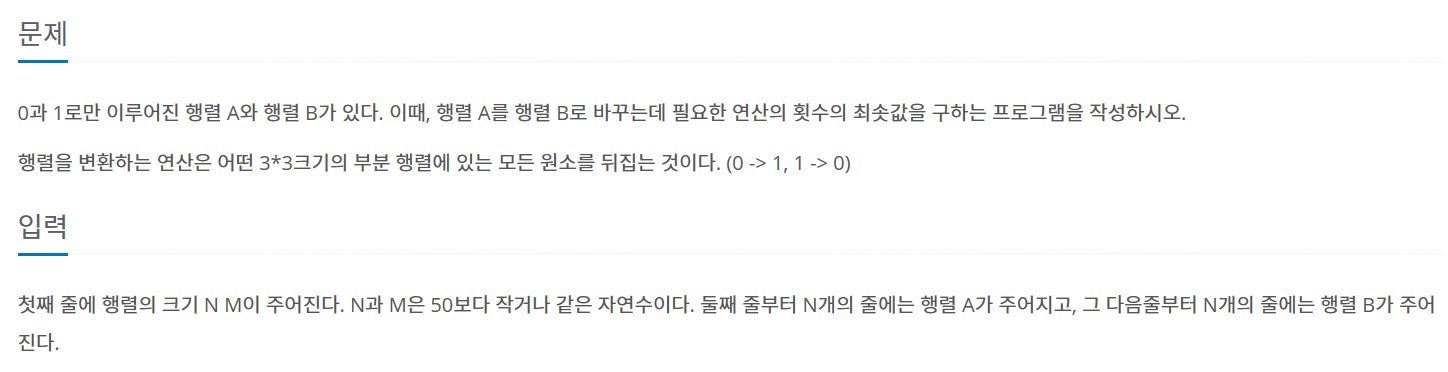 문제
0과 1로만 이루어진 행렬 A와 행렬 B가 있다. 이때, 행렬 A를 행렬 B로 바꾸는데 필요한 연산의 횟수의 최솟값을 구하는 프로그램을 작성하시오.
행렬을 변환하는 연산은 어떤 3*3크기의 부분 행렬에 있는 모든 원소를 뒤집는 것이다. (0 -> 1, 1 -> 0)
입력
첫째 줄에 행렬의 크기 N M이 주어진다. N과 M은 50보다 작거나 같은 자연수이다. 둘째 줄부터 N개의 줄에는 행렬 A가 주어지고, 그 다음줄부터 N개의 줄에는 행렬 B가 주어
진다.